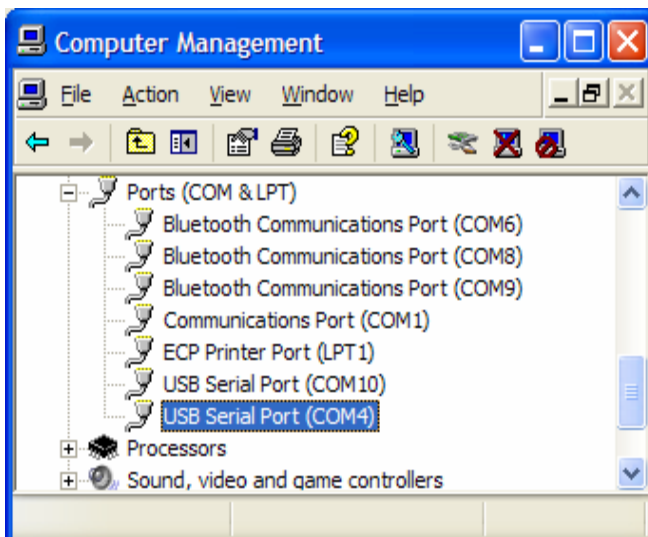 Computer Management
File Action View Window Help
Ports (COM & LPT)
Bluetooth Communications Port (COM6)
Bluetooth Communications Port (COM8)
Bluetooth Communications Port (COM9)
Communications Port (COM1)
ECP Printer Port (LPT1)
USB Serial Port (COM10)
USB Serial Port (COM4)
Processors
Sound, video and game controllers